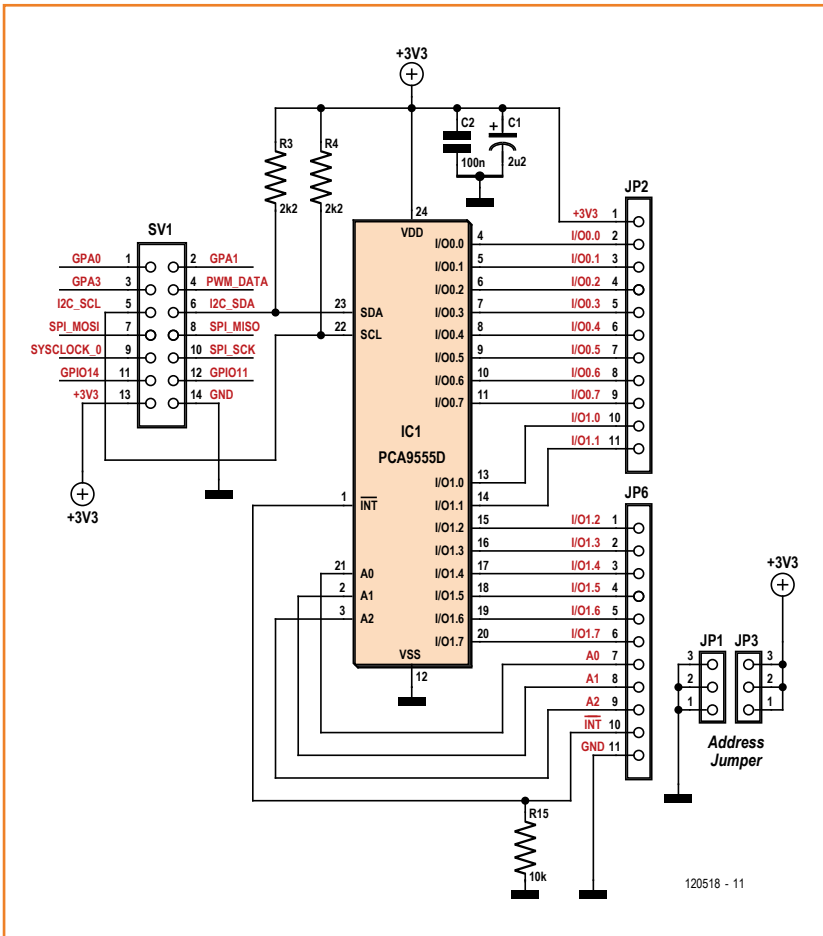 +3V3
R3
2k2
R4
2k2
C2
100n
+
C1
2u2
SV1
GPA0 1
2 GPA1
GPA3 3
4 PWM_DATA
I2C_SCL 5
6 I2C_SDA
SPI_MOSI 7
8 SPI_MISO
SYSCLOCK_0 9
10 SPI_SCK
GPIO14 11
12 GPIO11
+3V3 13
14 GND
+3V3
24
VDD
23 SDA
22 SCL
1 INT
21 A0
2 A1
3 A2
IC1
PCA9555D
I/O0.0 4
I/O0.1 5
I/O0.2 6
I/O0.3 7
I/O0.4 8
I/O0.5 9
I/O0.6 10
I/O0.7 11
I/O1.0 13
I/O1.1 14
I/O1.2 15
I/O1.3 16
I/O1.4 17
I/O1.5 18
I/O1.6 19
I/O1.7 20
VSS
12
JP2
+3V3 1
I/O0.0 2
I/O0.1 3
I/O0.2 4
I/O0.3 5
I/O0.4 6
I/O0.5 7
I/O0.6 8
I/O0.7 9
I/O1.0 10
I/O1.1 11
JP6
I/O1.2 1
I/O1.3 2
I/O1.4 3
I/O1.5 4
I/O1.6 5
I/O1.7 6
A0 7
A1 8
A2 9
INT 10
GND 11
+3V3
JP1 JP3
3 3
2 2
1 1
Address
Jumper
R15
10k
120518 - 11